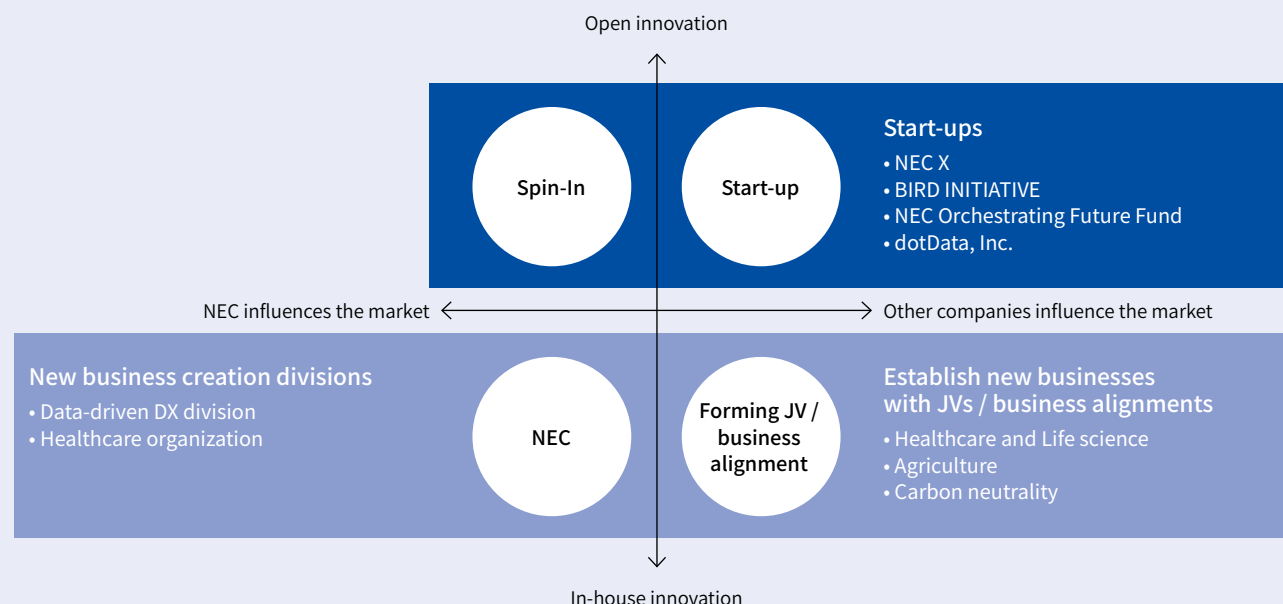 Open innovation
Spin-In
Start-up
Start-ups
• NEC X
• BIRD INITIATIVE
• NEC Orchestrating Future Fund
• dotData, Inc.
NEC influences the market
Other companies influence the market
New business creation divisions
• Data-driven DX division
• Healthcare organization
NEC
Forming JV /
business
alignment
Establish new businesses
with JVs / business alignments
• Healthcare and Life science
• Agriculture
• Carbon neutrality
In-house innovation